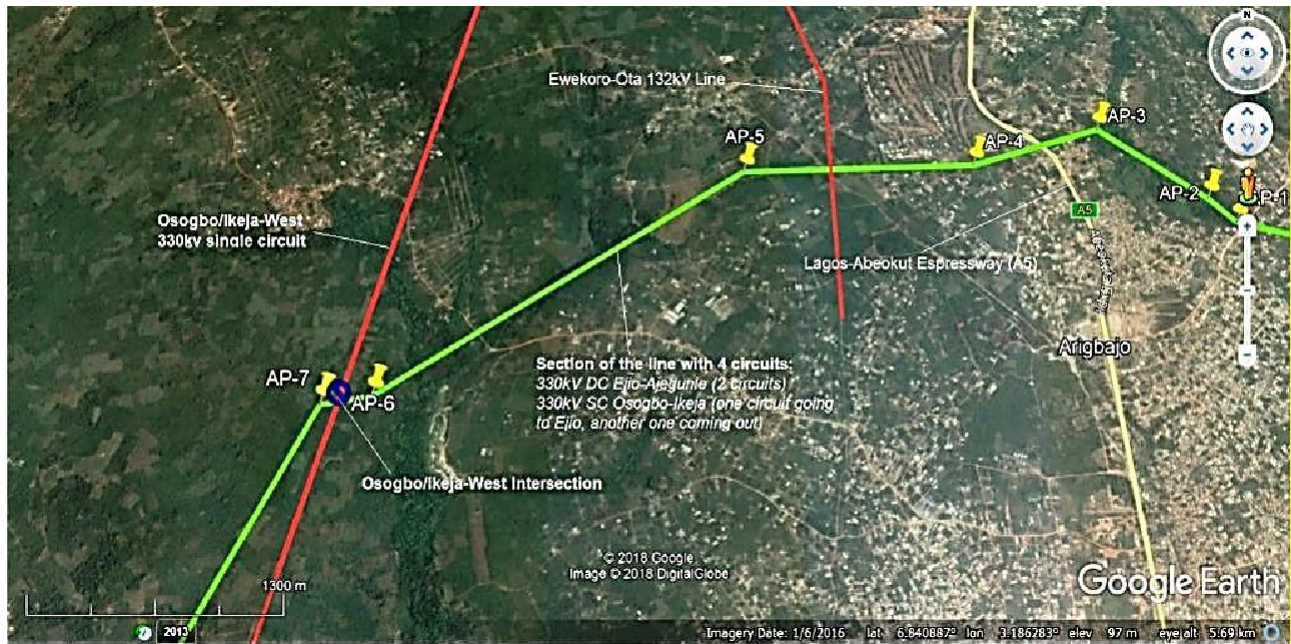 N
Ewekoro-Ota 132kV Line
AP-3
AP-5
AP-4
AP-2
AP-1
A5
Osogbo/Ikeja-West
330kv single circuit
Lagos-Abeokut Espressway (A5)
Arigbajo
Section of the line with 4 circuits:
330kV DC Ejio-Ajegunle (2 circuits)
330kV SC Osogbo-Ikeja (one circuit going
to Ejio, another one coming out)
AP-7
AP-6
Osogbo/Ikeja-West Intersection
© 2018 Google
Image © 2018 DigitalGlobe
Google Earth
1300 m
2013
Imagery Date: 1/6/2016 lat 6.840887° lon 3.186283° elev 97 m eye alt 5.69 km